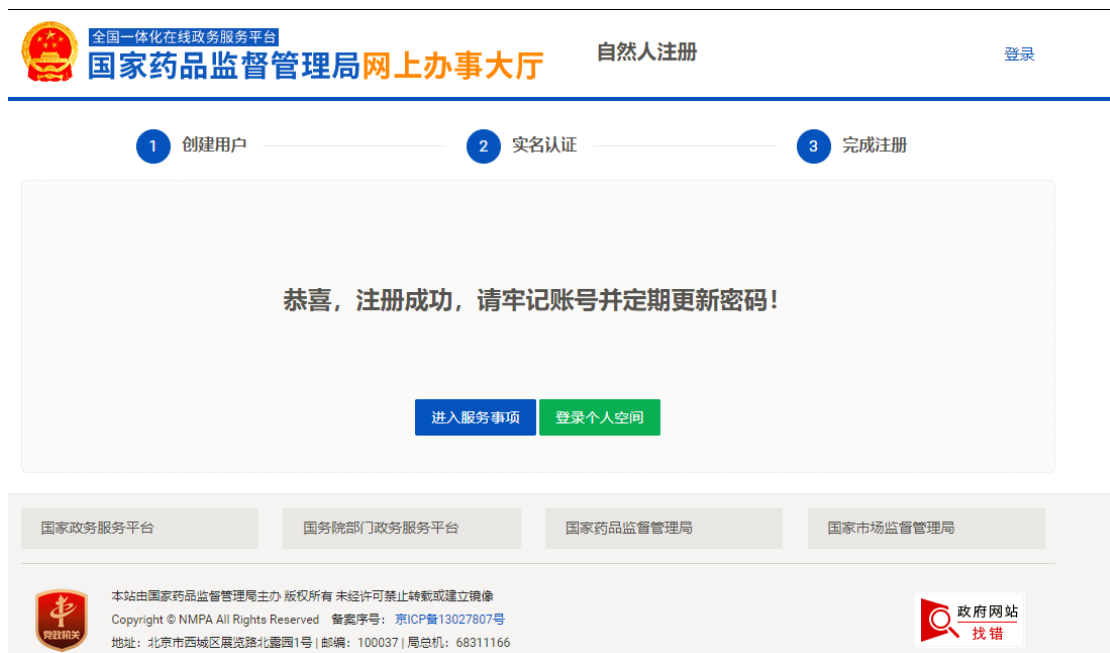 全国一体化在线政务服务平台
国家药品监督管理局网上办事大厅
自然人注册
登录
1 创建用户
2 实名认证
3 完成注册
恭喜，注册成功，请牢记账号并定期更新密码！
进入服务事项
登录个人空间
国家政务服务平台
国务院部门政务服务平台
国家药品监督管理局
国家市场监督管理局
党政机关
本站由国家药品监督管理局主办 版权所有 未经许可禁止转载或建立镜像
Copyright © NMPA All Rights Reserved 备案序号：京ICP备13027807号
地址：北京市西城区展览路北露园1号 | 邮编：100037 | 局总机：68311166
政府网站
找错